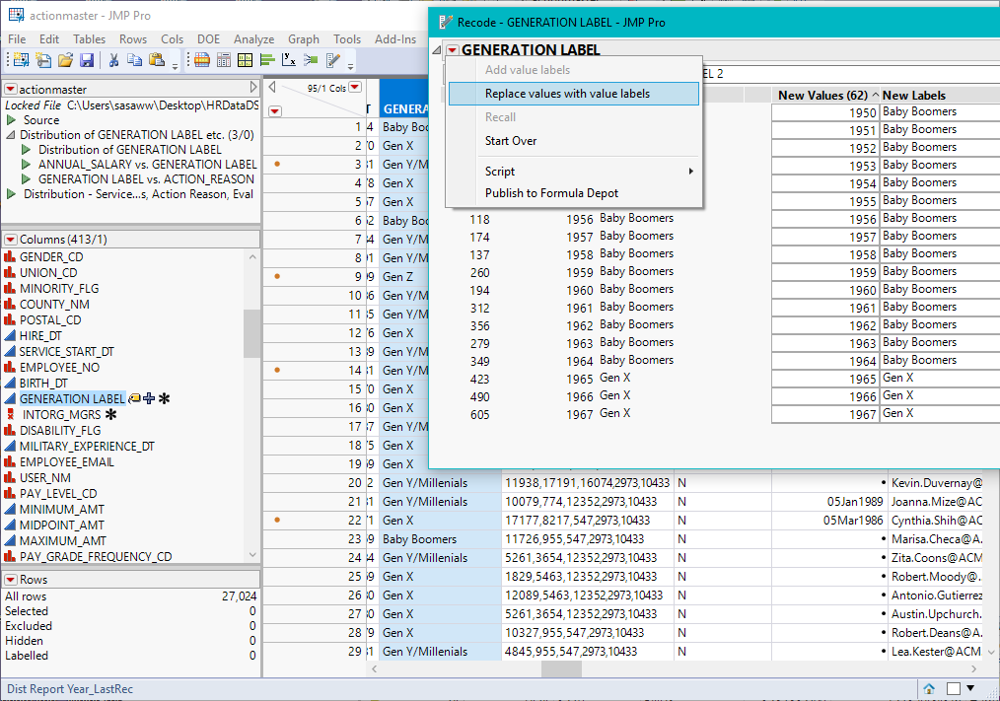 actionmaster - JMP Pro
File Edit Tables Rows Cols DOE Analyze Graph Tools Add-Ins
actionmaster
Locked File C:\Users\sasaww\Desktop\HRDataDS
Source
Distribution of GENERATION LABEL etc. (3/0)
Distribution of GENERATION LABEL
ANNUAL_SALARY vs. GENERATION LABEL
GENERATION LABEL vs. ACTION_REASON
Distribution - Service...s, Action Reason, Eval
Columns (413/1)
GENDER_CD
UNION_CD
MINORITY_FLG
COUNTY_NM
POSTAL_CD
HIRE_DT
SERVICE_START_DT
EMPLOYEE_NO
BIRTH_DT
GENERATION LABEL
INTORG_MGRS
DISABILITY_FLG
MILITARY_EXPERIENCE_DT
EMPLOYEE_EMAIL
USER_NM
PAY_LEVEL_CD
MINIMUM_AMT
MIDPOINT_AMT
MAXIMUM_AMT
PAY_GRADE_FREQUENCY_CD
Rows
All rows 27,024
Selected 0
Excluded 0
Hidden 0
Labelled 0
95/1 Cols
T GENERA
1 4 Baby Boo
2 0 Gen X
3 1 Gen Y/M
4 8 Gen X
5 7 Gen X
6 2 Baby Boo
7 4 Gen Y/M
8 1 Gen Y/M
9 9 Gen Z
10 6 Gen Y/M
11 5 Gen Y/M
12 6 Gen X
13 9 Gen Y/M
14 1 Gen Y/M
15 0 Gen X
16 0 Gen X
17 7 Gen Y/M
18 5 Gen X
19 9 Gen X
20 2 Gen Y/Millenials 11938,17191,16074,2973,10433 N • Kevin.Duvernay@
21 1 Gen Y/Millenials 10079,774,12352,2973,10433 N 05Jan1989 Joanna.Mize@AC
22 1 Gen X 17177,8217,547,2973,10433 N 05Mar1986 Cynthia.Shih@AC
23 9 Baby Boomers 11726,955,547,2973,10433 N • Marisa.Checa@A.
24 4 Gen Y/Millenials 5261,3654,12352,2973,10433 N • Zita.Coons@ACM
25 9 Gen X 1829,5463,12352,2973,10433 N • Robert.Moody@.
26 0 Gen X 12089,5463,12352,2973,10433 N • Antonio.Gutierrez
27 0 Gen X 5261,3654,12352,2973,10433 N • Austin.Upchurch.
28 9 Gen X 10327,955,547,2973,10433 N • Robert.Deans@A
29 1 Gen Y/Millenials 4845,955,547,2973,10433 N • Lea.Kester@ACM
Recode - GENERATION LABEL - JMP Pro
GENERATION LABEL
EL 2
Add value labels
Replace values with value labels
Recall
Start Over
Script
Publish to Formula Depot
118 1956 Baby Boomers
174 1957 Baby Boomers
137 1958 Baby Boomers
260 1959 Baby Boomers
194 1960 Baby Boomers
312 1961 Baby Boomers
356 1962 Baby Boomers
279 1963 Baby Boomers
349 1964 Baby Boomers
423 1965 Gen X
490 1966 Gen X
605 1967 Gen X
New Values (62) New Labels
1950 Baby Boomers
1951 Baby Boomers
1952 Baby Boomers
1953 Baby Boomers
1954 Baby Boomers
1955 Baby Boomers
1956 Baby Boomers
1957 Baby Boomers
1958 Baby Boomers
1959 Baby Boomers
1960 Baby Boomers
1961 Baby Boomers
1962 Baby Boomers
1963 Baby Boomers
1964 Baby Boomers
1965 Gen X
1966 Gen X
1967 Gen X
Dist Report Year_LastRec